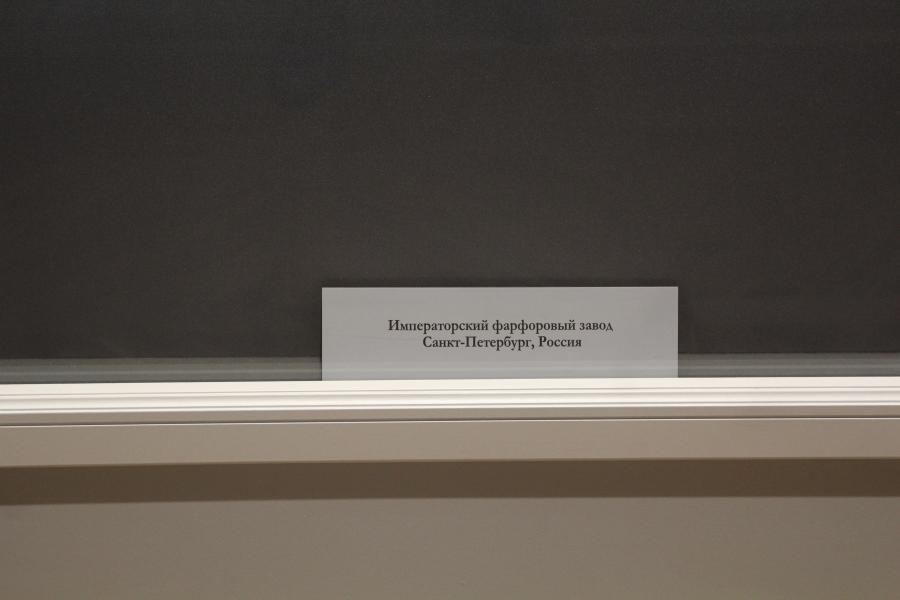 Императорский фарфоровый завод
Санкт-Петербург, Россия